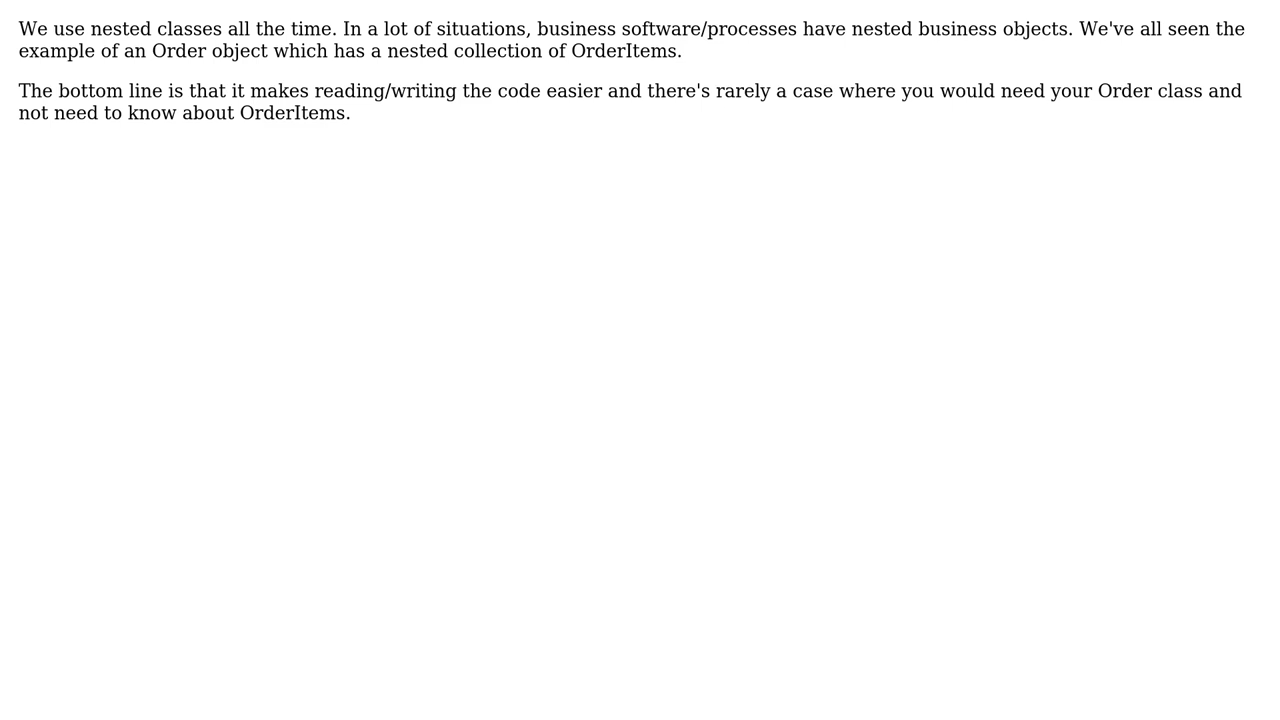 We use nested classes all the time. In a lot of situations, business software/processes have nested business objects. We've all seen the
example of an Order object which has a nested collection of OrderItems.
The bottom line is that it makes reading/writing the code easier and there's rarely a case where you would need your Order class and
not need to know about OrderItems.